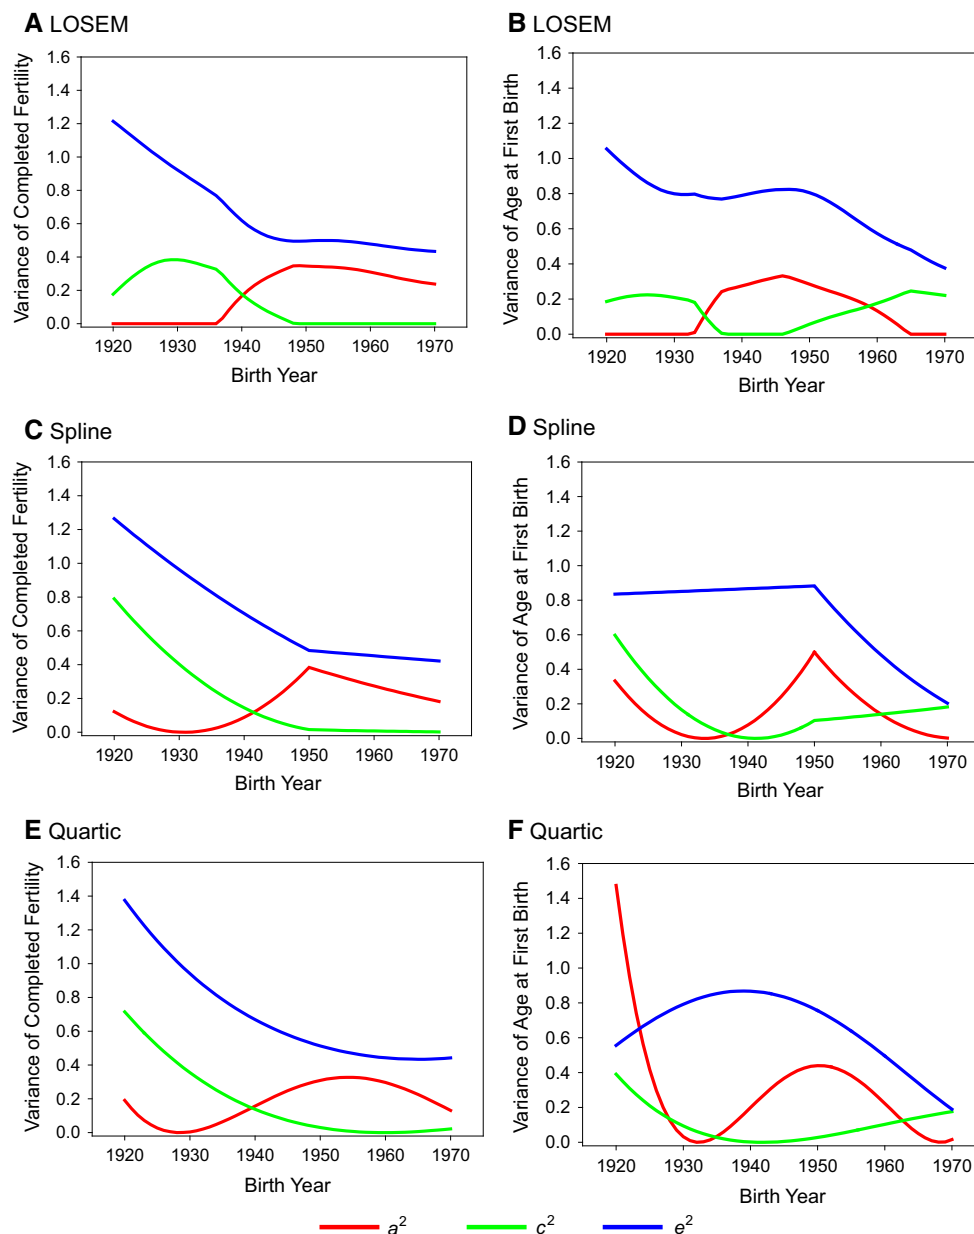 A LOSEM
Variance of Completed Fertility
1.6
1.4
1.2
1.0
0.8
0.6
0.4
0.2
0.0
1920 1930 1940 1950 1960 1970
Birth Year
B LOSEM
Variance of Age at First Birth
1.6
1.4
1.2
1.0
0.8
0.6
0.4
0.2
0.0
1920 1930 1940 1950 1960 1970
Birth Year
C Spline
Variance of Completed Fertility
1.6
1.4
1.2
1.0
0.8
0.6
0.4
0.2
0.0
1920 1930 1940 1950 1960 1970
Birth Year
D Spline
Variance of Age at First Birth
1.6
1.4
1.2
1.0
0.8
0.6
0.4
0.2
0.0
1920 1930 1940 1950 1960 1970
Birth Year
E Quartic
Variance of Completed Fertility
1.6
1.4
1.2
1.0
0.8
0.6
0.4
0.2
0.0
1920 1930 1940 1950 1960 1970
Birth Year
F Quartic
Variance of Age at First Birth
1.6
1.4
1.2
1.0
0.8
0.6
0.4
0.2
0.0
1920 1930 1940 1950 1960 1970
Birth Year
a² c² e²